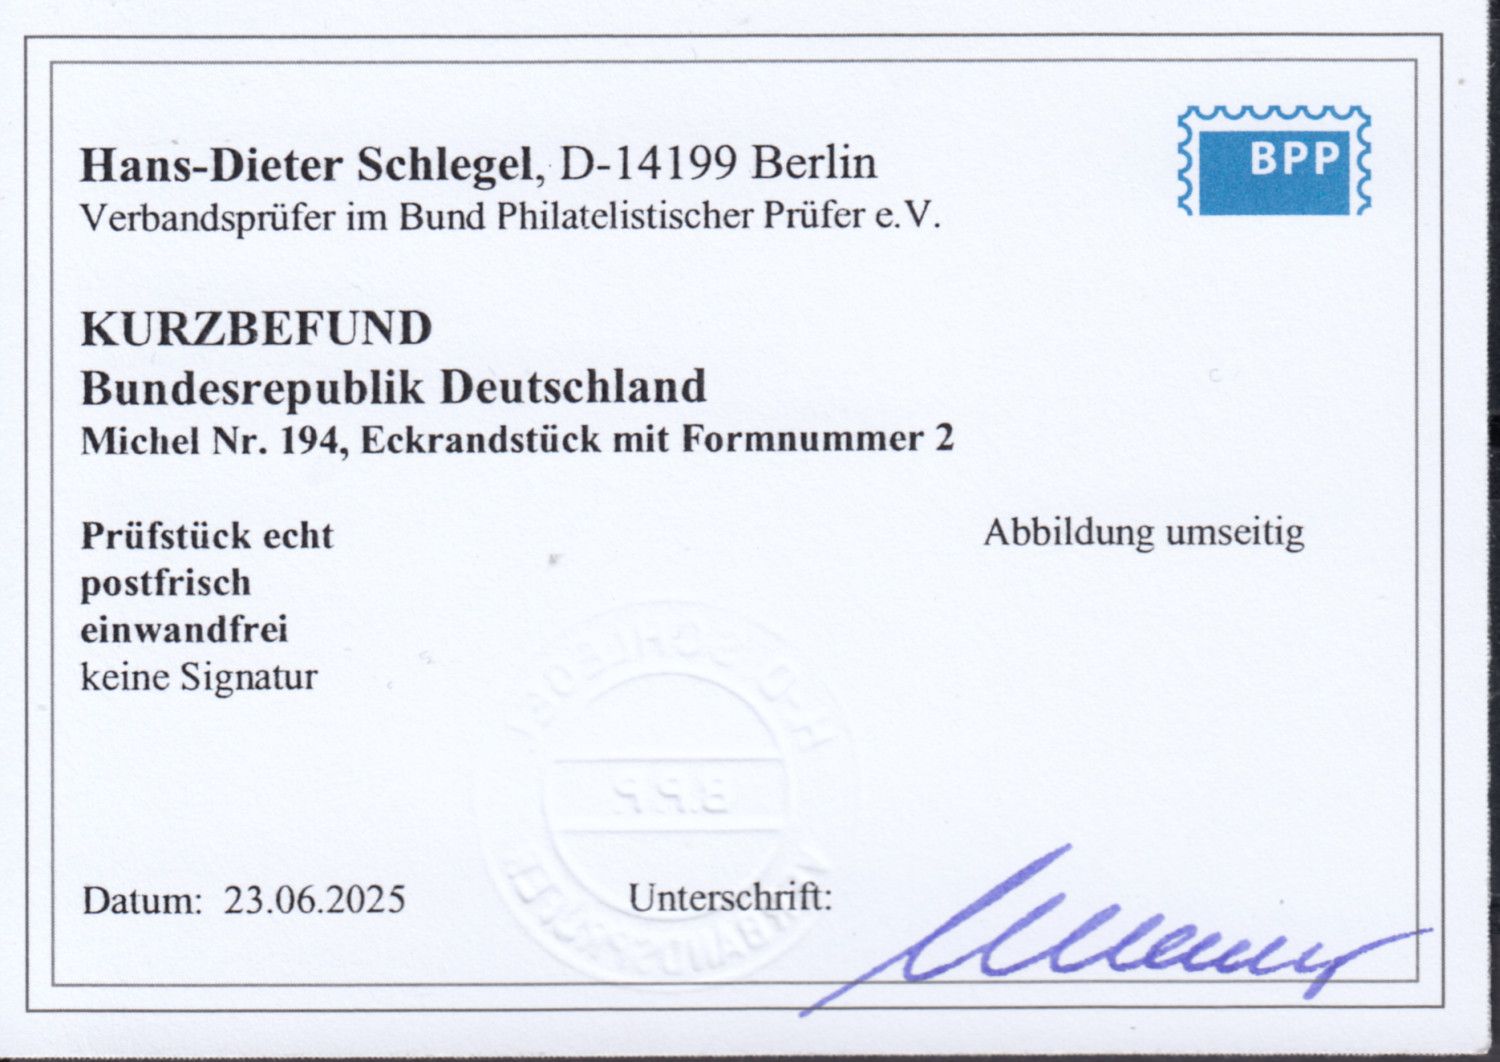 BPP
Hans-Dieter Schlegel, D-14199 Berlin
Verbandsprüfer im Bund Philatelistischer Prüfer e.V.
KURZBEFUND
Bundesrepublik Deutschland
Michel Nr. 194, Eckrandstück mit Formnummer 2
Prüfstück echt
Abbildung umseitig
postfrisch
einwandfrei
keine Signatur
Datum: 23.06.2025
Unterschrift: